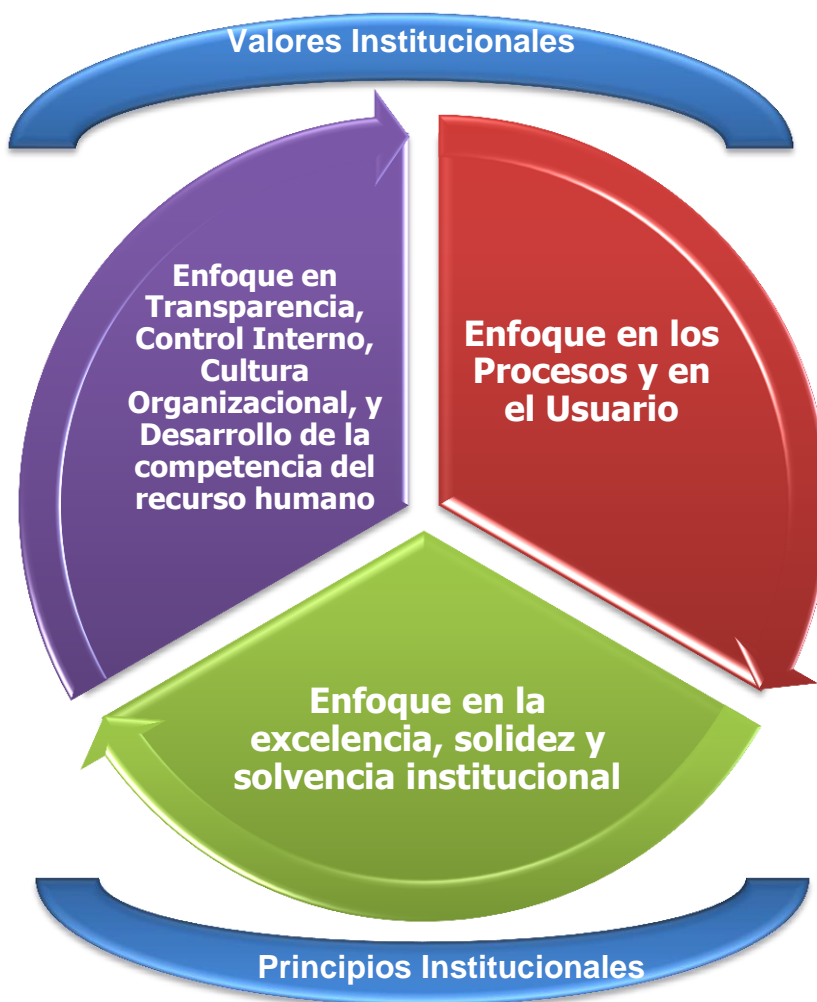 Valores Institucionales
Enfoque en
Transparencia,
Control Interno,
Cultura
Organizacional, y
Desarrollo de la
competencia del
recurso humano
Enfoque en los
Procesos y en
el Usuario
Enfoque en la
excelencia, solidez y
solvencia institucional
Principios Institucionales